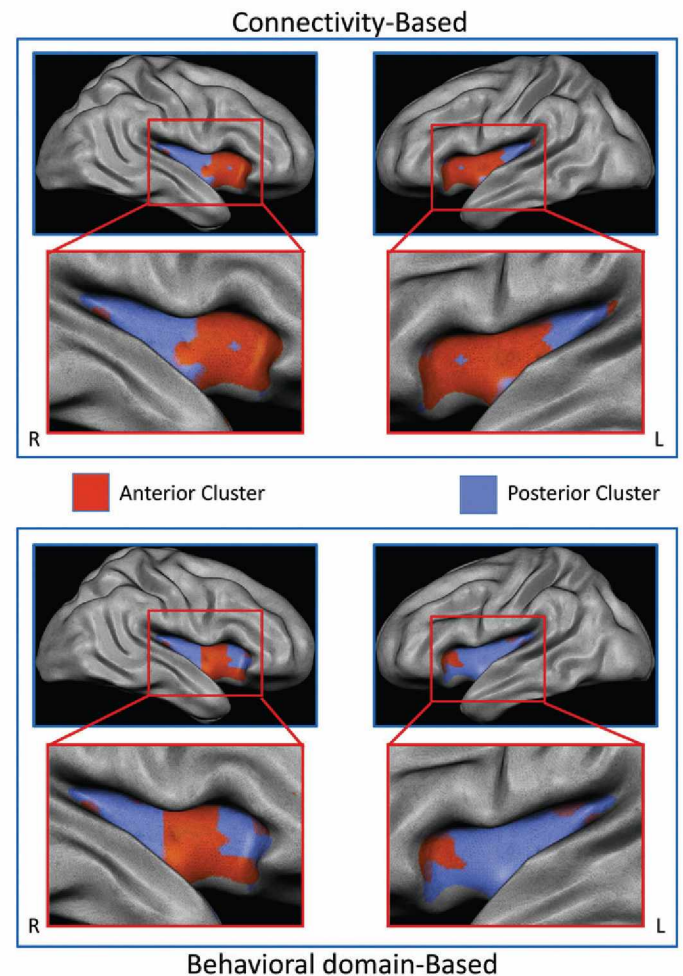 Connectivity-Based
R
L
Anterior Cluster
Posterior Cluster
R
L
Behavioral domain-Based